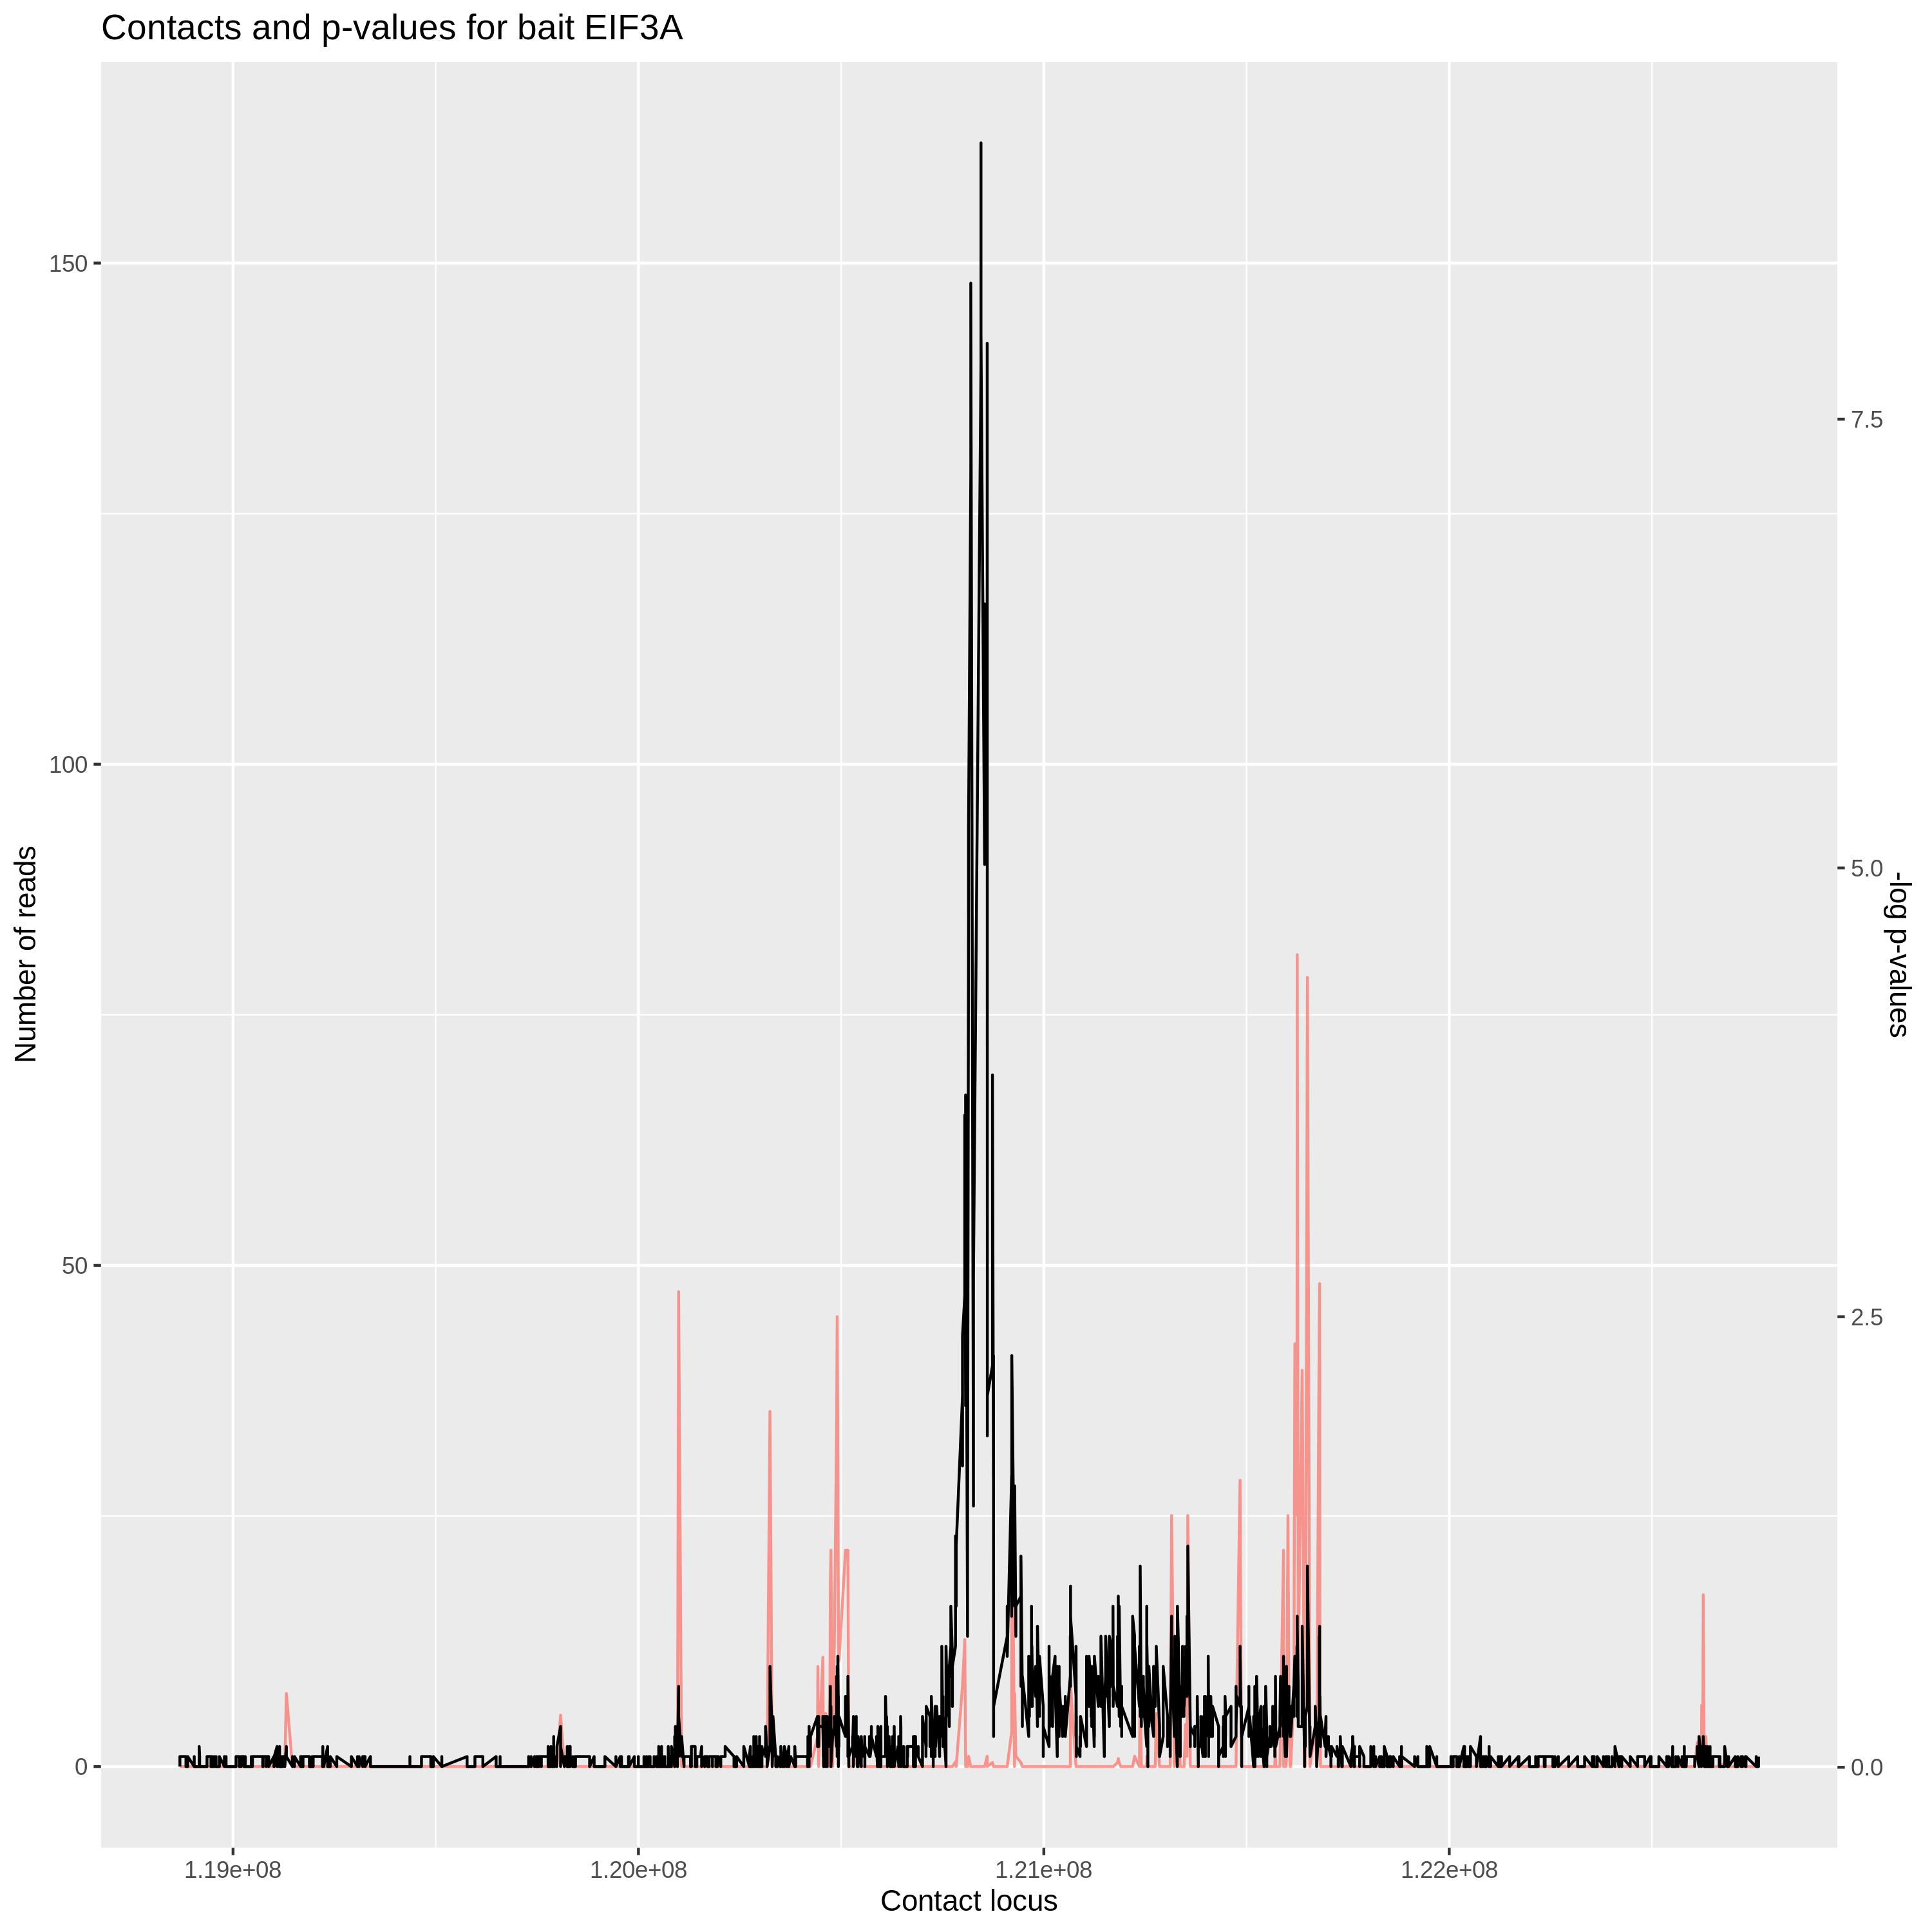 Contacts and p-values for bait EIF3A
Number of reads
150
100
50
0
7.5
5.0
2.5
0.0
-log p-values
1.19e+08 1.20e+08 1.21e+08 1.22e+08
Contact locus